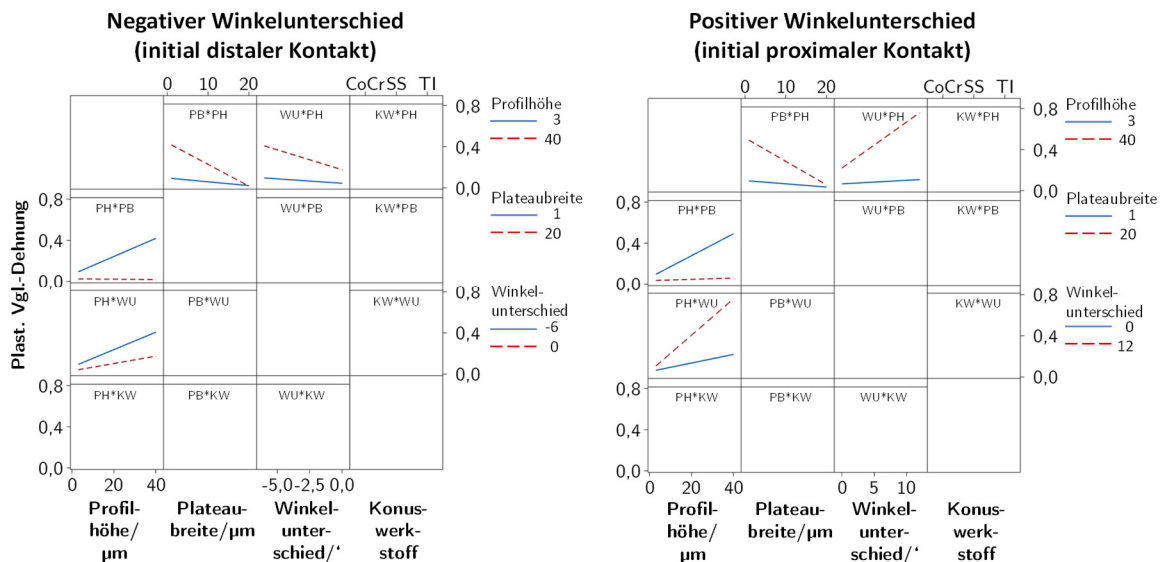 Negativer Winkelunterschied
(initial distaler Kontakt)
0 10 20 CoCrSS TI
PB*PH WU*PH KW*PH
0,8
0,4
0,0
Profilhöhe
3
40
0,8
0,4
0,0
PH*PB WU*PB KW*PB
Plateaubreite
1
20
PH*WU PB*WU KW*WU
0,8
0,4
0,0
Winkel-
unterschied
-6
0
0,8
0,4
0,0
PH*KW PB*KW WU*KW
Plast. Vgl.-Dehnung
0 20 40 -5,0 -2,5 0,0
Profil-
höhe/
µm
Plateau-
breite/µm
Winkel-
unter-
schied/‘
Konus-
werk-
stoff
Positiver Winkelunterschied
(initial proximaler Kontakt)
0 10 20 CoCrSS TI
PB*PH WU*PH KW*PH
0,8
0,4
0,0
Profilhöhe
3
40
0,8
0,4
0,0
PH*PB WU*PB KW*PB
Plateaubreite
1
20
PH*WU PB*WU KW*WU
0,8
0,4
0,0
Winkel-
unterschied
0
12
0,8
0,4
0,0
PH*KW PB*KW WU*KW
0 20 40 0 5 10
Profil-
höhe/
µm
Plateau-
breite/µm
Winkel-
unter-
schied/‘
Konus-
werk-
stoff